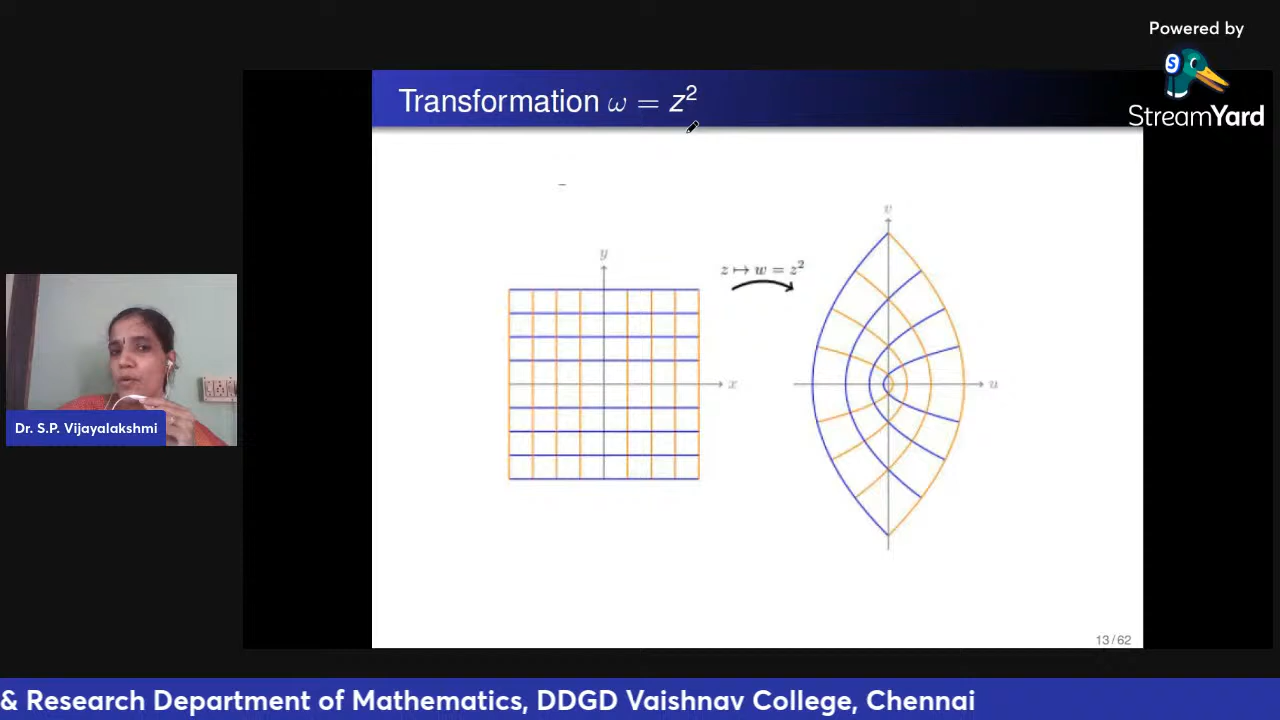 Powered by
StreamYard
Transformation ω = z²
y
x
z ↦ w = z²
v
u
Dr. S.P. Vijayalakshmi
13 / 62
& Research Department of Mathematics, DDGD Vaishnav College, Chennai